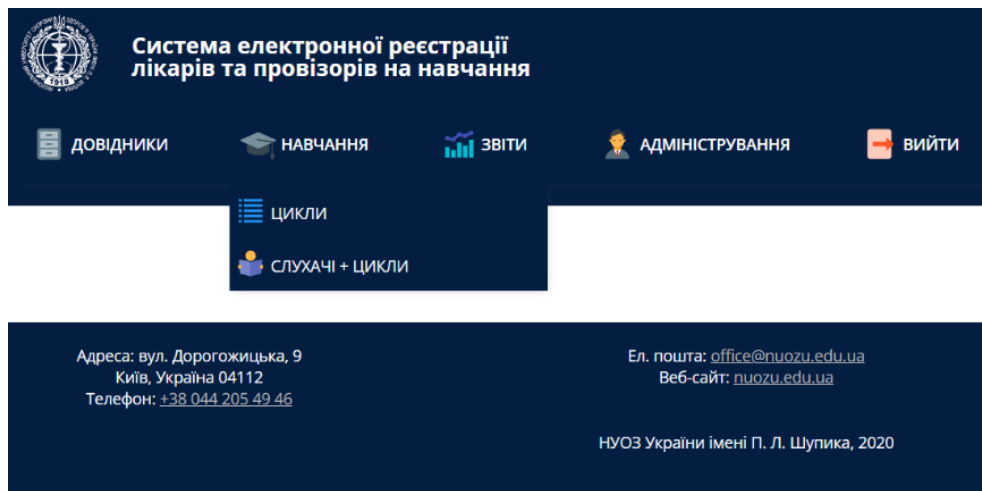 Система електронної реєстрації
лікарів та провізорів на навчання
ДОВІДНИКИ
НАВЧАННЯ
ЗВІТИ
АДМІНІСТРУВАННЯ
ВИЙТИ
ЦИКЛИ
СЛУХАЧІ + ЦИКЛИ
Адреса: вул. Дорогожицька, 9
Київ, Україна 04112
Телефон: +38 044 205 49 46
Ел. пошта: office@nuozu.edu.ua
Веб-сайт: nuozu.edu.ua
НУОЗ України імені П. Л. Шупика, 2020